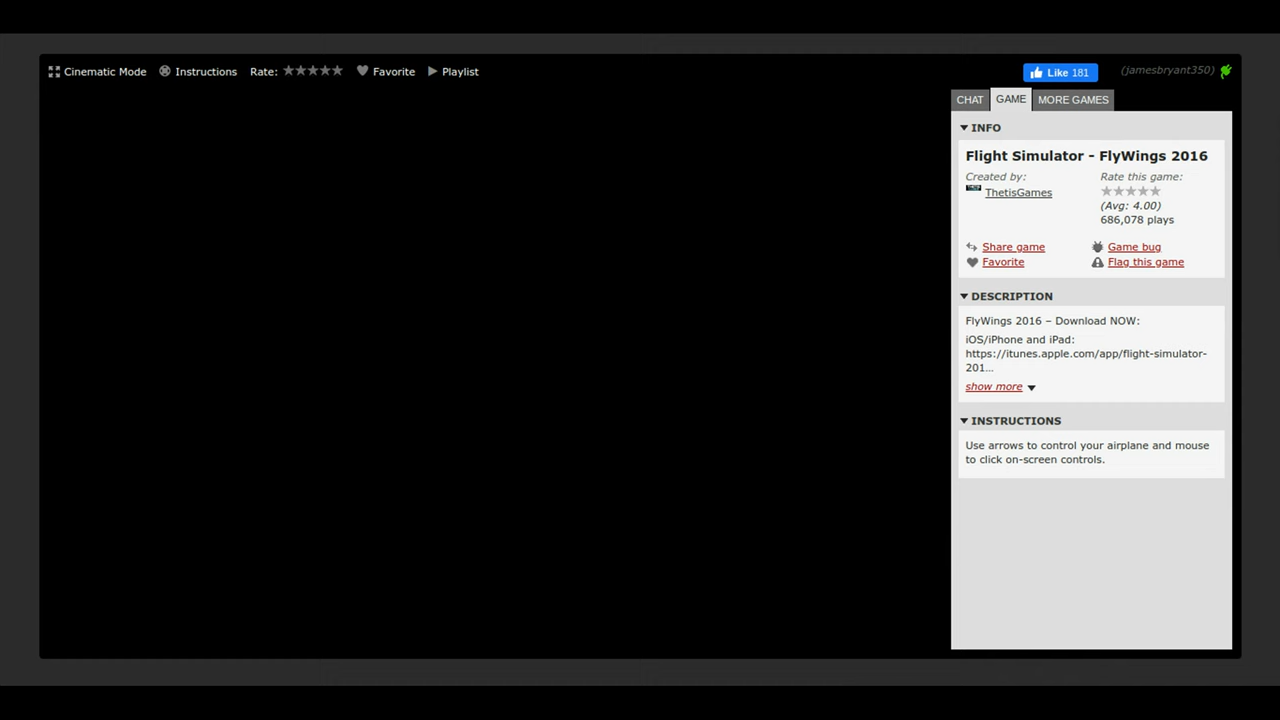 Cinematic Mode Instructions Rate: Favorite Playlist
Like 181
(jamesbryant350)
CHAT GAME MORE GAMES
INFO
Flight Simulator - FlyWings 2016
Created by:
ThetisGames
Rate this game:
(Avg: 4.00)
686,078 plays
Share game
Game bug
Favorite
Flag this game
DESCRIPTION
FlyWings 2016 – Download NOW:
iOS/iPhone and iPad:
https://itunes.apple.com/app/flight-simulator-
201...
show more
INSTRUCTIONS
Use arrows to control your airplane and mouse
to click on-screen controls.